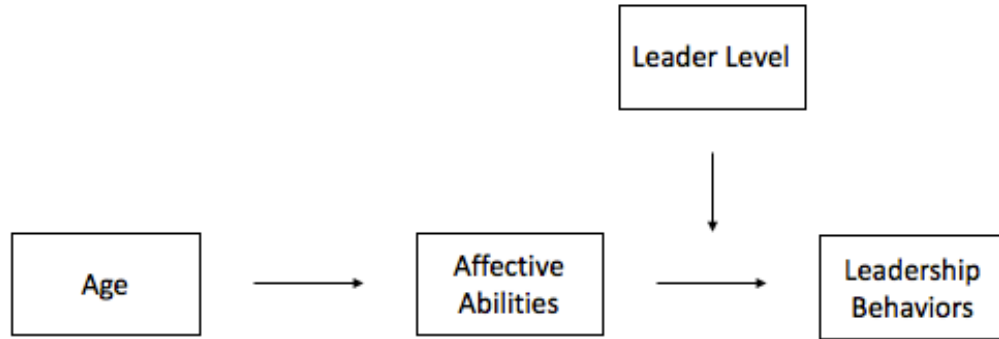 Leader Level
Age
Affective
Abilities
Leadership
Behaviors